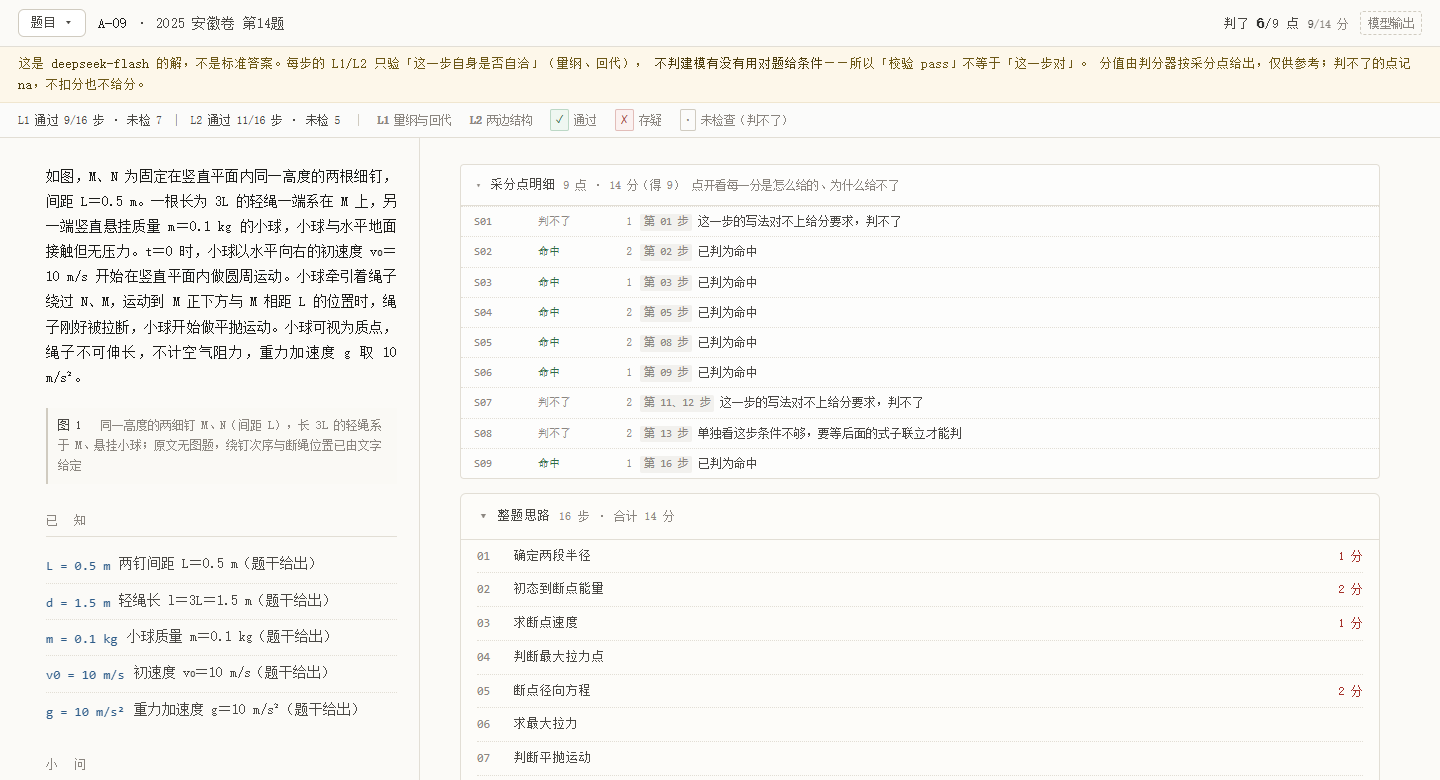 题目 ▾ A-09 · 2025 安徽卷 第14题 判了 6/9 点 9/14 分 模型输出
这是 deepseek-flash 的解，不是标准答案。每步的 L1/L2 只验「这一步自身是否自洽」（量纲、回代）， 不判建模有没有用对题给条件——所以「校验 pass」不等于「这一步对」。 分值由判分器按采分点给出，仅供参考；判不了的点记
na，不扣分也不给分。
L1 通过 9/16 步 · 未检 7 | L2 通过 11/16 步 · 未检 5 | L1 量纲与回代 L2 两边结构 ✓ 通过 ✗ 存疑 · 未检查（判不了）
如图，M、N 为固定在竖直平面内同一高度的两根细钉，
间距 L＝0.5 m。一根长为 3L 的轻绳一端系在 M 上，另
一端竖直悬挂质量 m＝0.1 kg 的小球，小球与水平地面
接触但无压力。t＝0 时，小球以水平向右的初速度 v₀＝
10 m/s 开始在竖直平面内做圆周运动。小球牵引着绳子
绕过 N、M，运动到 M 正下方与 M 相距 L 的位置时，绳
子刚好被拉断，小球开始做平抛运动。小球可视为质点，
绳子不可伸长，不计空气阻力，重力加速度 g 取 10
m/s²。
图 1 同一高度的两细钉 M、N（间距 L），长 3L 的轻绳系
于 M、悬挂小球；原文无图题，绕钉次序与断绳位置已由文字
给定
已 知
L = 0.5 m 两钉间距 L＝0.5 m（题干给出）
d = 1.5 m 轻绳长 l＝3L＝1.5 m（题干给出）
m = 0.1 kg 小球质量 m＝0.1 kg（题干给出）
v0 = 10 m/s 初速度 v₀＝10 m/s（题干给出）
g = 10 m/s² 重力加速度 g＝10 m/s²（题干给出）
小 问
▾ 采分点明细 9 点 · 14 分（得 9） 点开看每一分是怎么给的、为什么给不了
S01 判不了 1 第 01 步 这一步的写法对不上给分要求，判不了
S02 命中 2 第 02 步 已判为命中
S03 命中 1 第 03 步 已判为命中
S04 命中 2 第 05 步 已判为命中
S05 命中 2 第 08 步 已判为命中
S06 命中 1 第 09 步 已判为命中
S07 判不了 2 第 11、12 步 这一步的写法对不上给分要求，判不了
S08 判不了 2 第 13 步 单独看这步条件不够，要等后面的式子联立才能判
S09 命中 1 第 16 步 已判为命中
▾ 整题思路 16 步 · 合计 14 分
01 确定两段半径 1 分
02 初态到断点能量 2 分
03 求断点速度 1 分
04 判断最大拉力点
05 断点径向方程 2 分
06 求最大拉力
07 判断平抛运动